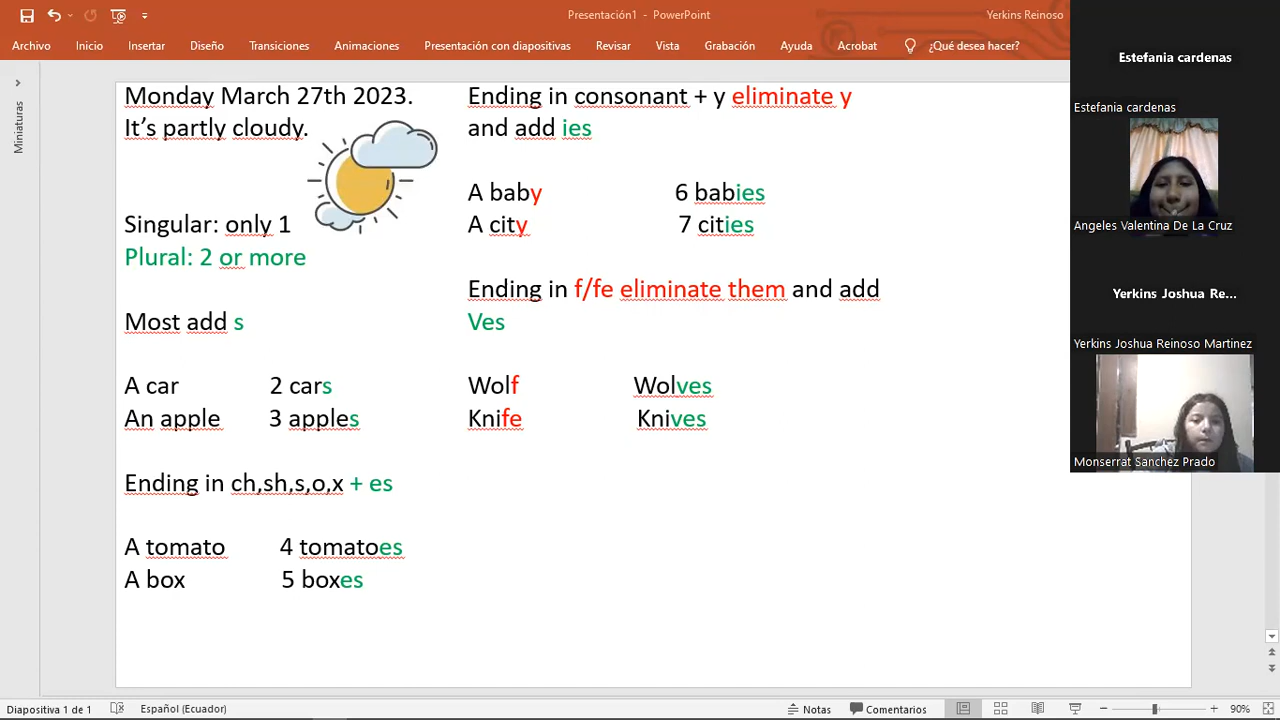 Presentación1 - PowerPoint
Yerkins Reinoso
Archivo Inicio Insertar Diseño Transiciones Animaciones Presentación con diapositivas Revisar Vista Grabación Ayuda Acrobat ¿Qué desea hacer?
Miniaturas
Monday March 27th 2023.
It's partly cloudy.
Singular: only 1
Plural: 2 or more
Most add s
A car 2 cars
An apple 3 apples
Ending in ch,sh,s,o,x + es
A tomato 4 tomatoes
A box 5 boxes
Ending in consonant + y eliminate y
and add ies
A baby 6 babies
A city 7 cities
Ending in f/fe eliminate them and add
Ves
Wolf Wolves
Knife Knives
Estefania cardenas
Estefania cardenas
Angeles Valentina De La Cruz
Yerkins Joshua Re...
Yerkins Joshua Reinoso Martinez
Monserrat Sanchez Prado
Diapositiva 1 de 1 Español (Ecuador) Notas Comentarios 90%